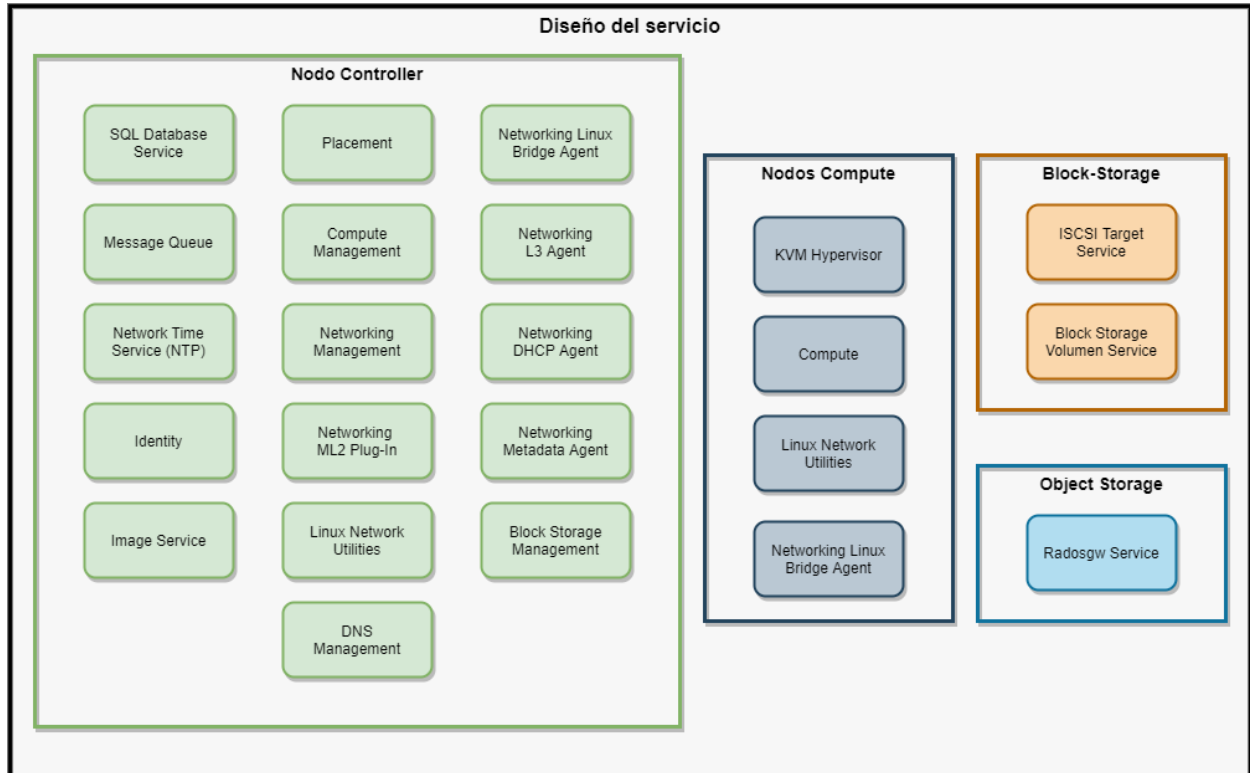 Diseño del servicio
Nodo Controller
SQL Database
Service
Placement
Networking Linux
Bridge Agent
Message Queue
Compute
Management
Networking
L3 Agent
Network Time
Service (NTP)
Networking
Management
Networking
DHCP Agent
Identity
Networking
ML2 Plug-In
Networking
Metadata Agent
Image Service
Linux Network
Utilities
Block Storage
Management
DNS
Management
Nodos Compute
KVM Hypervisor
Compute
Linux Network
Utilities
Networking Linux
Bridge Agent
Block-Storage
ISCSI Target
Service
Block Storage
Volumen Service
Object Storage
Radosgw Service